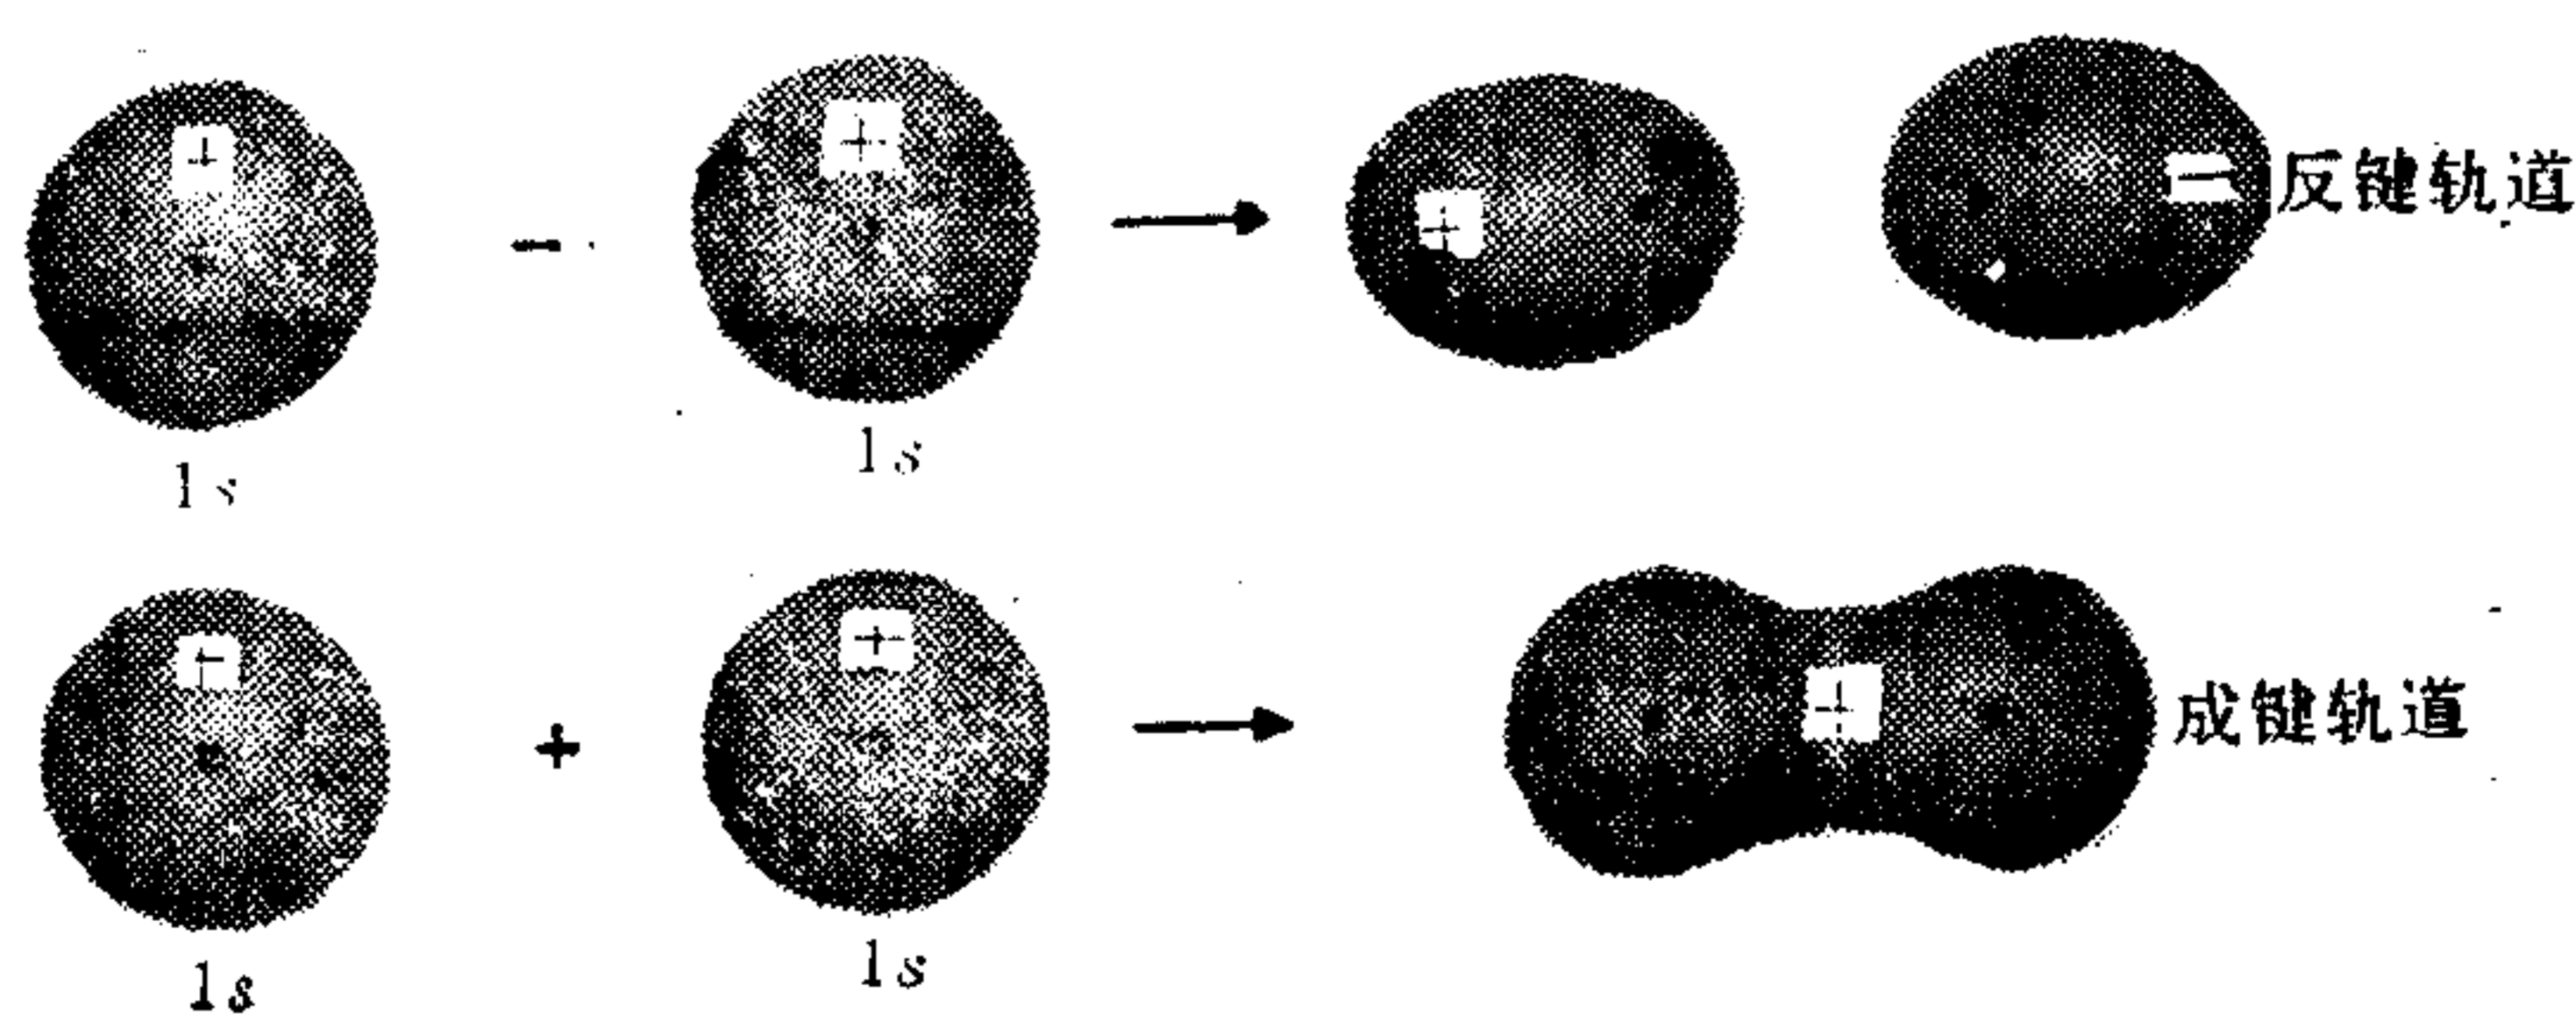 + - + → + - 反键轨道
1s 1s
+ + + → + 成键轨道
1s 1s